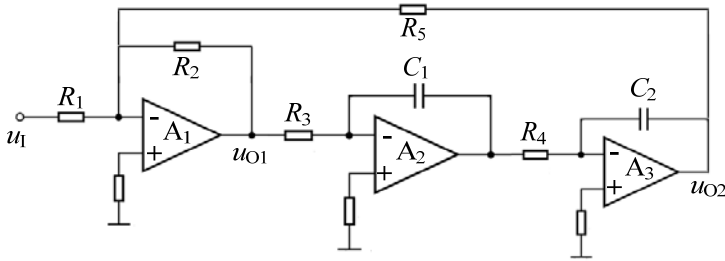 R5
R2
C1
C2
R1
R3
R4
- A1 +
- A2 +
- A3 +
uI
uO1
uO2